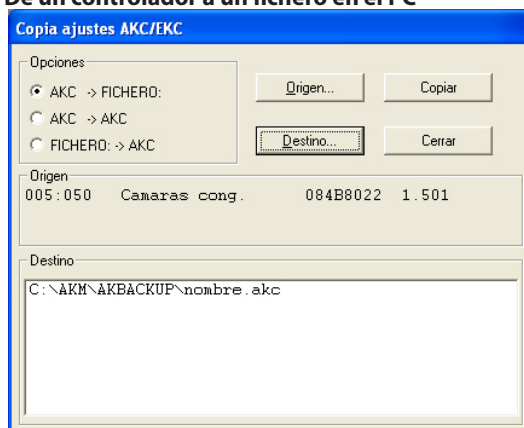 De un controlador a un fichero en el PC
Copia ajustes AKC/EKC
Opciones
AKC -> FICHERO:
AKC -> AKC
FICHERO: -> AKC
Origen...
Copiar
Destino...
Cerrar
Origen
005:050 Camaras cong. 084B8022 1.501
Destino
C:\AKM\AKBACKUP\nombre.akc